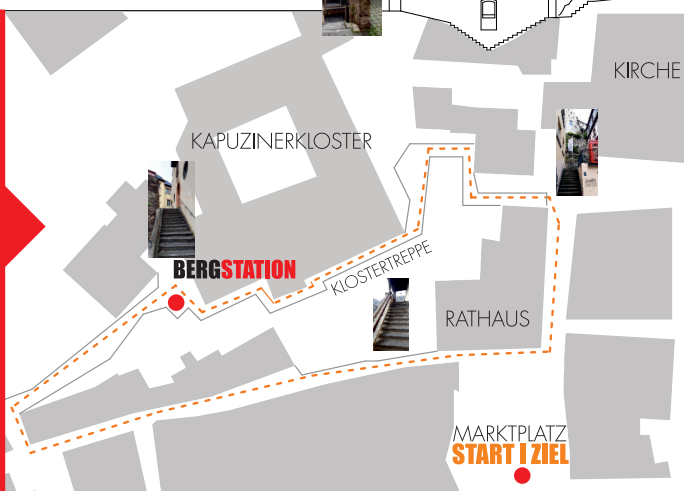 KIRCHE
KAPUZINERKLOSTER
BERGSTATION
KLOSTERTREPPE
RATHAUS
MARKTPLATZ
START I ZIEL